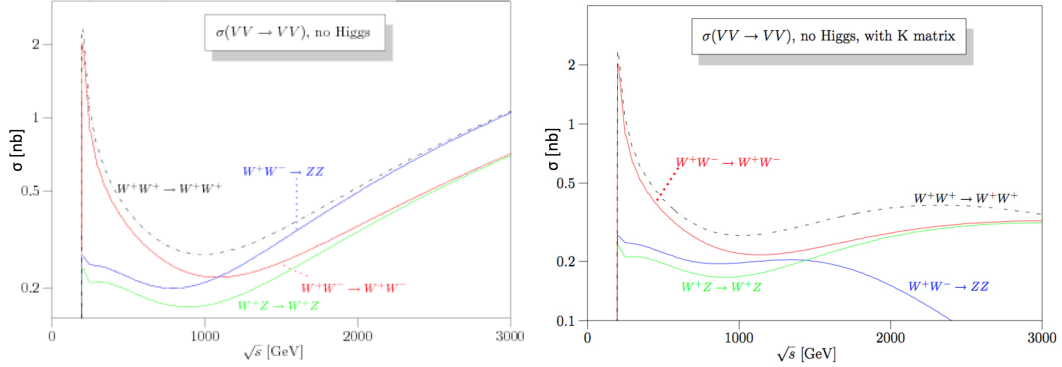 σ(VV → VV), no Higgs
2
1
0.5
0.2
σ [nb]
W⁺W⁻ → ZZ
W⁺W⁺ → W⁺W⁺
W⁺W⁻ → W⁺W⁻
W⁺Z → W⁺Z
0
1000
2000
3000
√s [GeV]
σ(VV → VV), no Higgs, with K matrix
2
1
0.5
0.2
0.1
σ [nb]
W⁺W⁻ → W⁺W⁻
W⁺W⁺ → W⁺W⁺
W⁺Z → W⁺Z
W⁺W⁻ → ZZ
0
1000
2000
3000
√s [GeV]